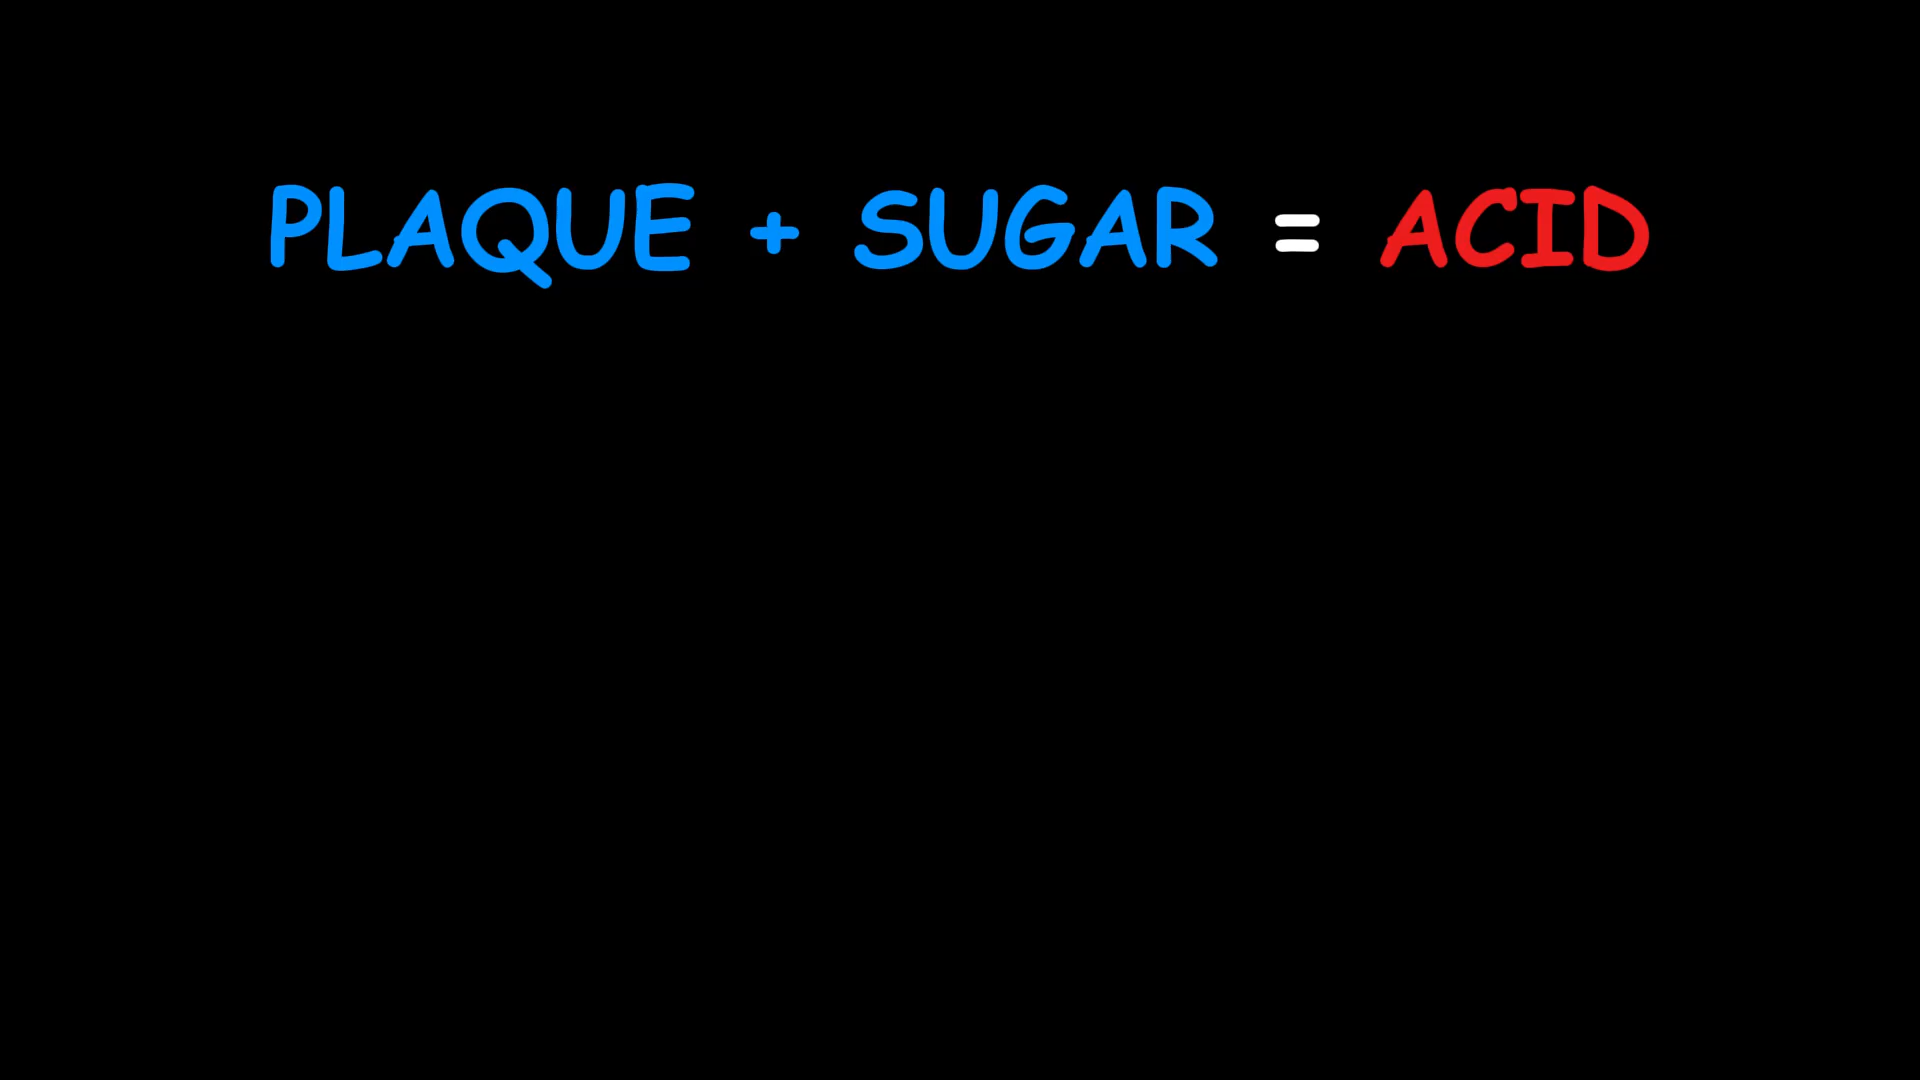 PLAQUE + SUGAR = ACID